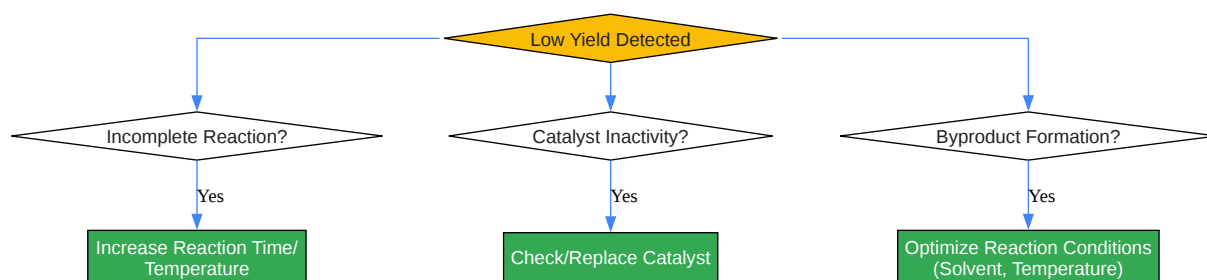 Low Yield Detected
Incomplete Reaction?
Catalyst Inactivity?
Byproduct Formation?
Yes
Yes
Yes
Increase Reaction Time/
Temperature
Check/Replace Catalyst
Optimize Reaction Conditions
(Solvent, Temperature)